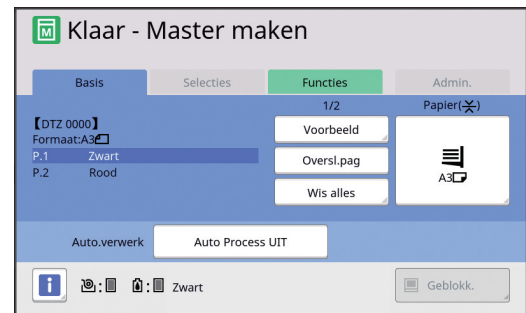 Klaar - Master maken
Basis Selecties Functies Admin.
1/2 Papier()
【DTZ 0000】
Formaat:A3
Voorbeeld
P.1 Zwart
P.2 Rood
Oversl.pag
A3
Wis alles
Auto.verwerk Auto Process UIT
i : : Zwart Geblokk.